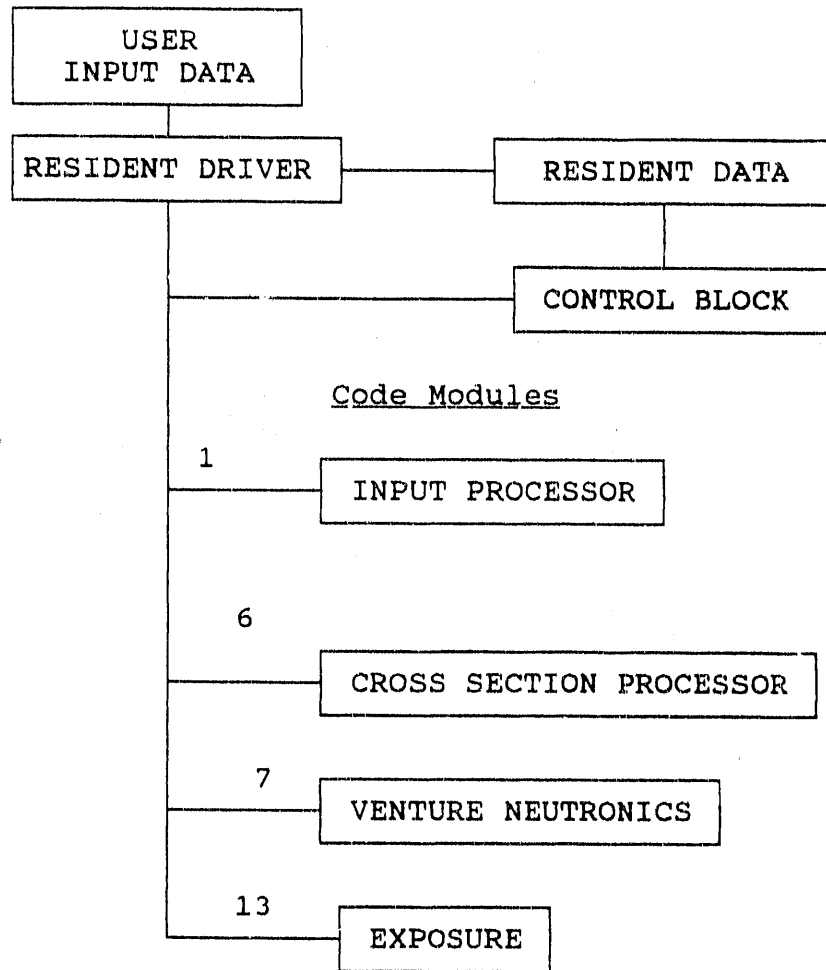 USER
INPUT DATA
RESIDENT DRIVER
RESIDENT DATA
CONTROL BLOCK
Code Modules
1
INPUT PROCESSOR
6
CROSS SECTION PROCESSOR
7
VENTURE NEUTRONICS
13
EXPOSURE